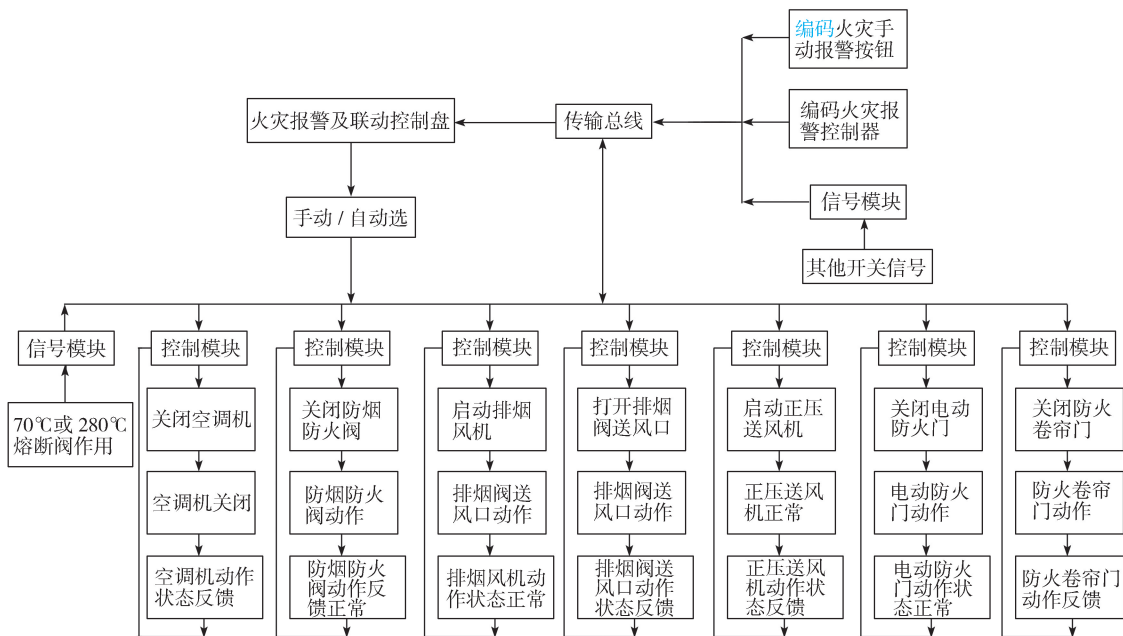 编码火灾手
动报警按钮
火灾报警及联动控制盘
传输总线
编码火灾报
警控制器
手动 / 自动选
信号模块
其他开关信号
信号模块
控制模块
控制模块
控制模块
控制模块
控制模块
控制模块
控制模块
70℃或 280℃
熔断阀作用
关闭空调机
关闭防烟
防火阀
启动排烟
风机
打开排烟
阀送风口
启动正压
送风机
关闭电动
防火门
关闭防火
卷帘门
空调机关闭
防烟防火
阀动作
排烟阀送
风口动作
排烟阀送
风口动作
正压送风
机正常
电动防火
门动作
防火卷帘
门动作
空调机动作
状态反馈
防烟防火
阀动作反
馈正常
排烟风机动
作状态正常
排烟阀送
风口动作
状态反馈
正压送风
机动作状
态反馈
电动防火
门动作状
态正常
防火卷帘门
动作反馈